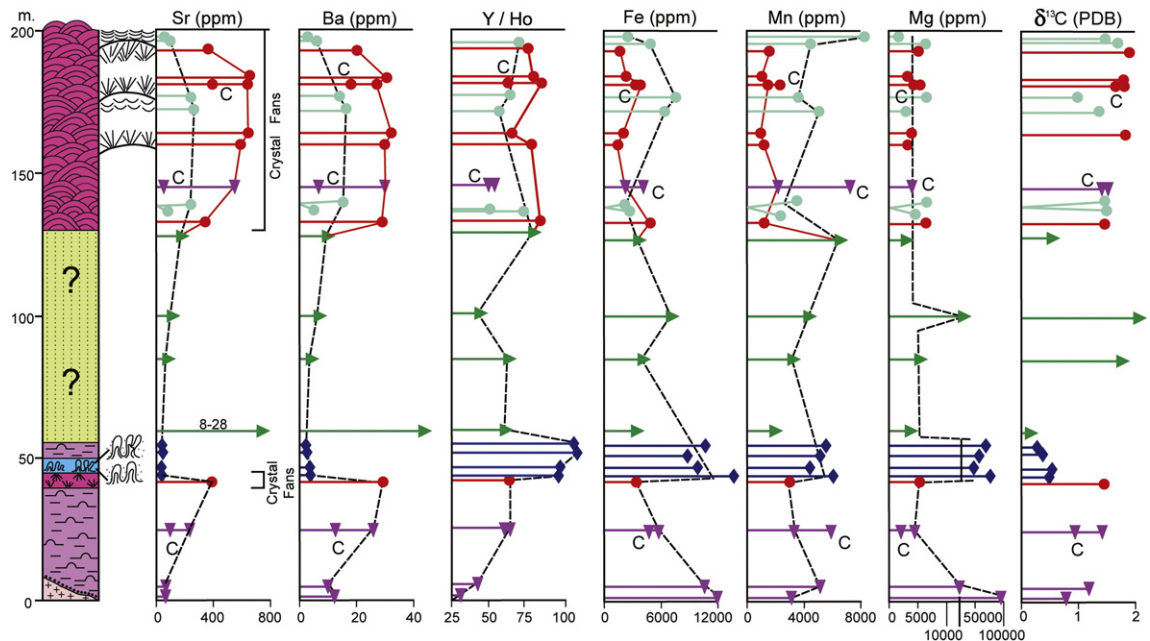 m. Sr (ppm) Ba (ppm) Y / Ho Fe (ppm) Mn (ppm) Mg (ppm) δ¹³C (PDB)
200
C C C C C C
Crystal Fans
150
C C C C C C
?
100
?
8-28
50
Crystal Fans
C C C C C C
0
0 400 800 0 20 40 25 50 75 100 0 6000 12000 0 4000 8000 0 50000 0 1 2
10000 100000